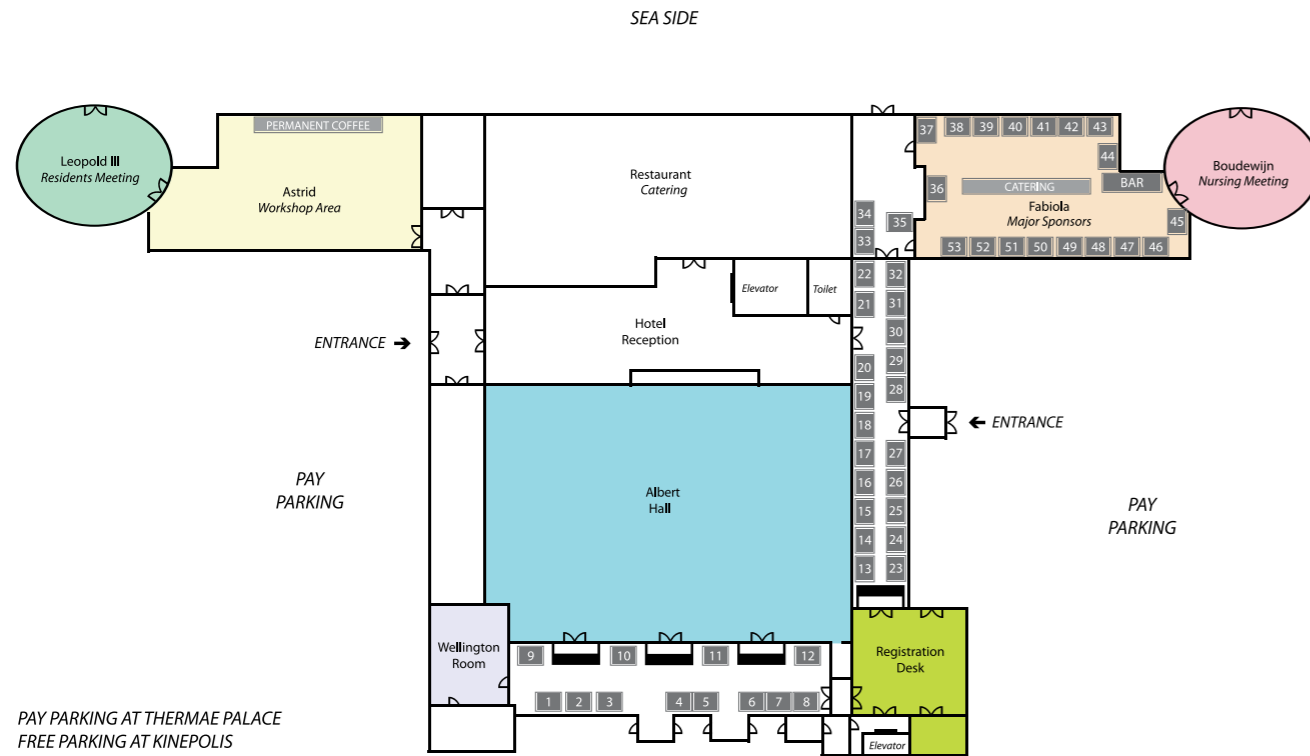 SEA SIDE
PERMANENT COFFEE
Leopold III
Residents Meeting
Astrid
Workshop Area
Restaurant
Catering
37
38 39 40 41 42 43
44
36
CATERING
BAR
Fabiola
Major Sponsors
45
53 52 51 50 49 48 47 46
Boudewijn
Nursing Meeting
34
35
33
22 32
21 31
30
20 29
19 28
18
17 27
16 26
15 25
14 24
13 23
Elevator
Toilet
Hotel
Reception
ENTRANCE
ENTRANCE
PAY
PARKING
Albert
Hall
PAY
PARKING
Wellington
Room
9 10 11 12
1 2 3 4 5 6 7 8
Registration
Desk
Elevator
PAY PARKING AT THERMAE PALACE
FREE PARKING AT KINEPOLIS